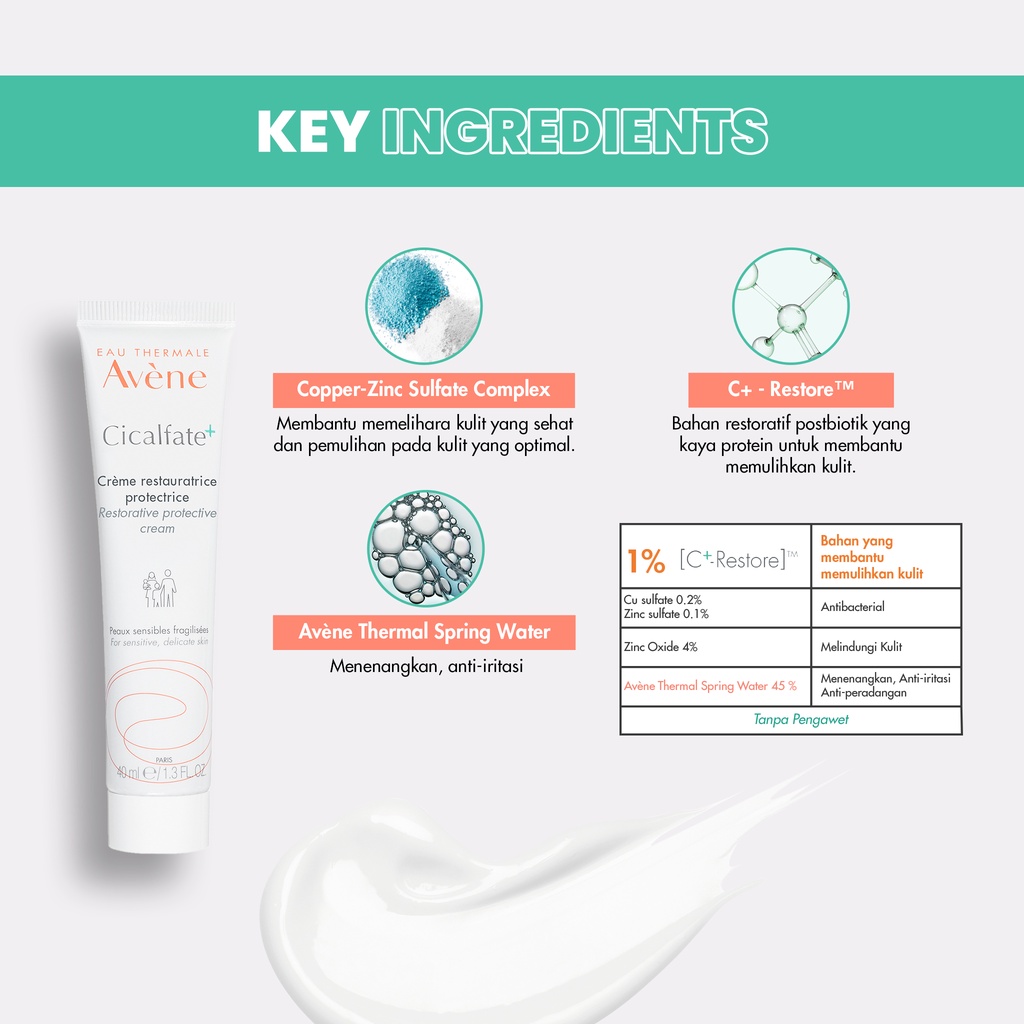 KEY INGREDIENTS
EAU THERMALE
Avène
Cicalfate+
Crème restauratrice
protectrice
Restorative protective
cream
Peaux sensibles fragilisées
For sensitive, delicate skin
PARIS
40 ml e/1.3 FL.OZ
Copper-Zinc Sulfate Complex
Membantu memelihara kulit yang sehat
dan pemulihan pada kulit yang optimal.
C+ - Restore™
Bahan restoratif postbiotik yang
kaya protein untuk membantu
memulihkan kulit.
Avène Thermal Spring Water
Menenangkan, anti-iritasi
1% [C+-Restore]™
Bahan yang
membantu
memulihkan kulit
Cu sulfate 0,2%
Zinc sulfate 0.1%
Antibacterial
Zinc Oxide 4%
Melindungi Kulit
Avène Thermal Spring Water 45 %
Menenangkan, Anti-iritasi
Anti-peradangan
Tanpa Pengawet